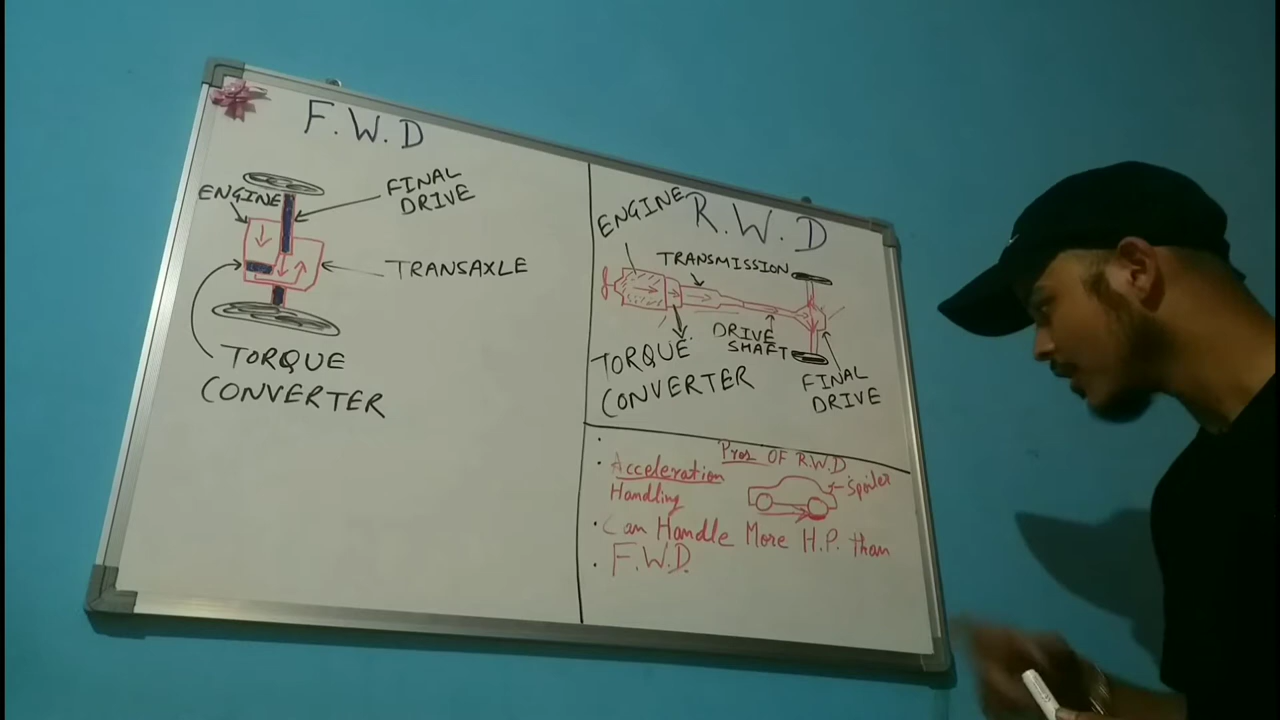 F.W.D
ENGINE
FINAL
DRIVE
TRANSAXLE
TORQUE
CONVERTER
R.W.D
ENGINE
TRANSMISSION
DRIVE
SHAFT
TORQUE
CONVERTER
FINAL
DRIVE
Pros OF R.W.D
Acceleration
Handling
Spoiler
Can Handle More H.P. than
F.W.D.